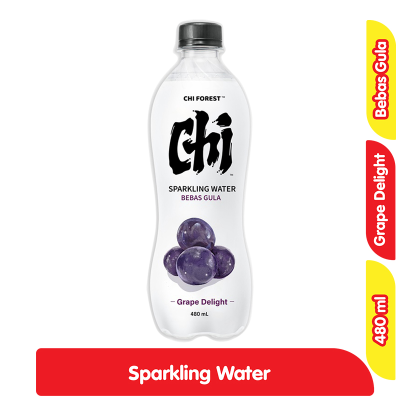 CHI FOREST™
Chi
SPARKLING WATER
BEBAS GULA
Grape Delight
480 mL
Bebas Gula
Grape Delight
480 ml
Sparkling Water